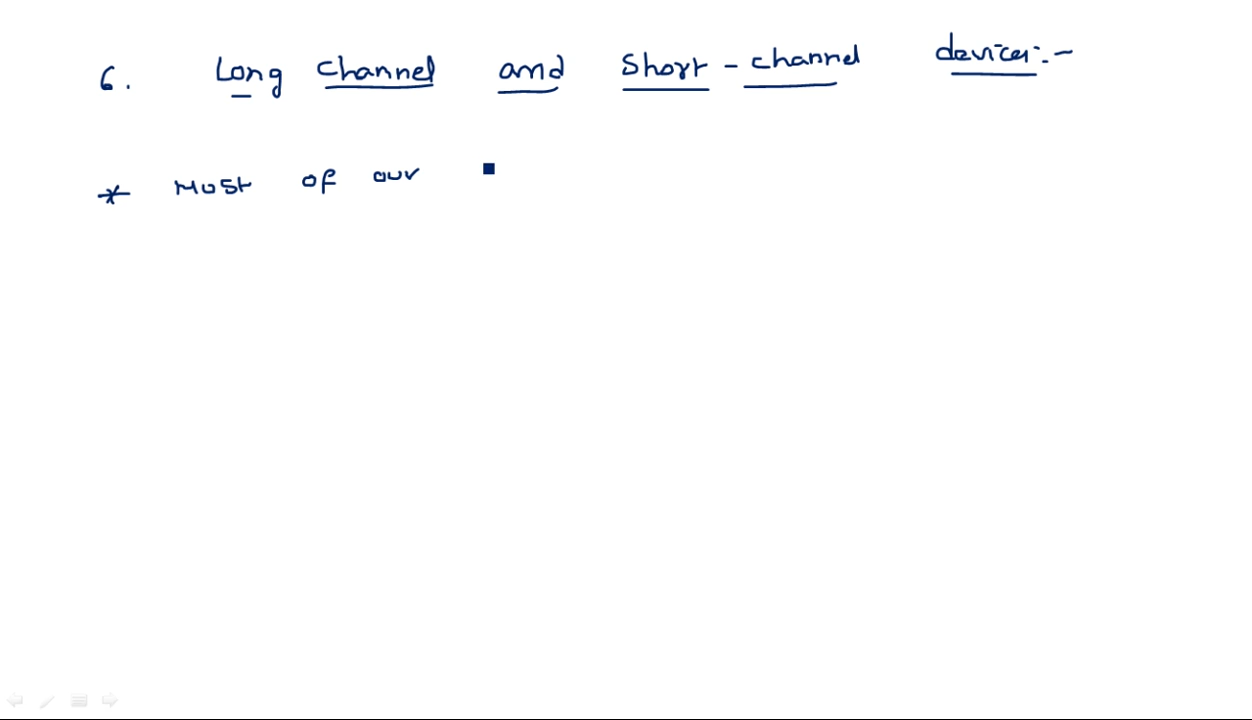 6. Long channel and short-channel devices:-
* Most of our